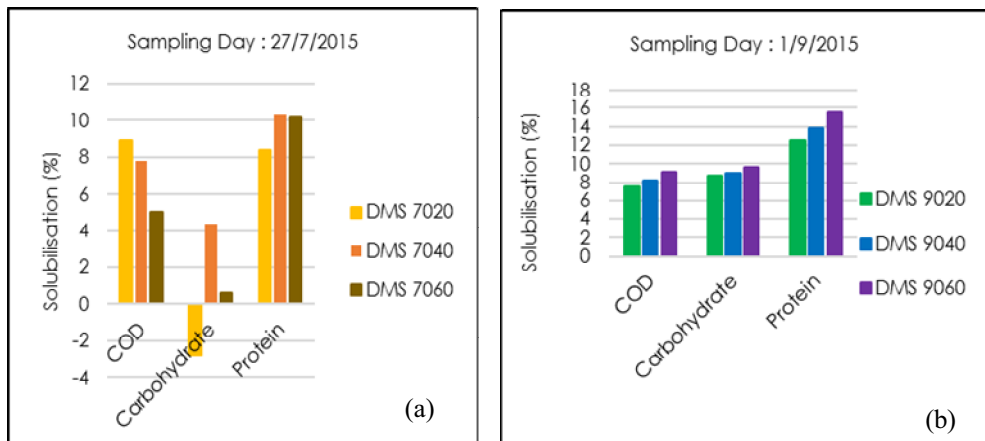 Sampling Day : 27/7/2015
Solubilisation (%)
12
10
8
6
4
2
0
-2
-4
COD
Carbohydrate
Protein
DMS 7020
DMS 7040
DMS 7060
(a)
Sampling Day : 1/9/2015
Solubilisation (%)
18
16
14
12
10
8
6
4
2
0
COD
Carbohydrate
Protein
DMS 9020
DMS 9040
DMS 9060
(b)